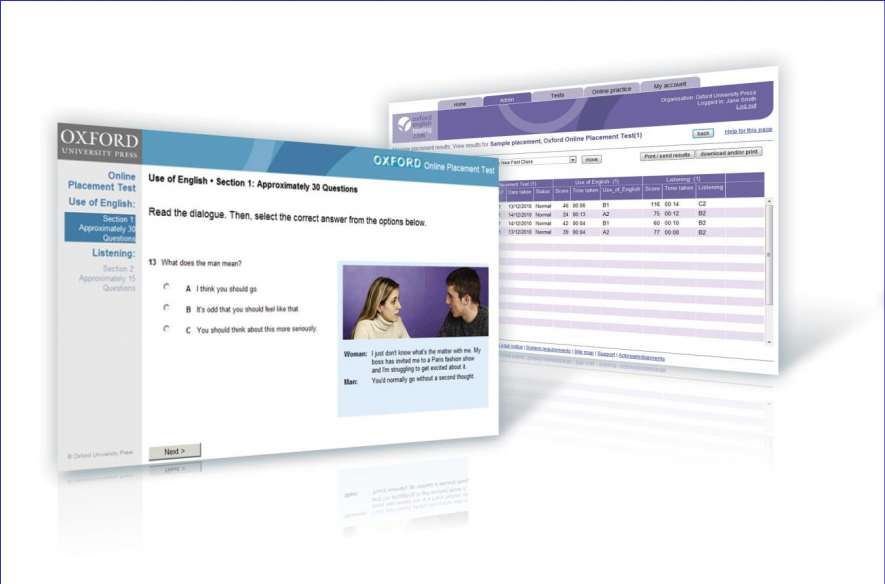 OXFORD
UNIVERSITY PRESS
OXFORD Online Placement Test
Online
Placement Test
Use of English:
Section 1:
Approximately 30
Questions
Listening:
Section 2:
Approximately 15
Questions
© Oxford University Press
Use of English • Section 1: Approximately 30 Questions
Read the dialogue. Then, select the correct answer from the options below.
13 What does the man mean?
A I think you should go.
B It's odd that you should feel like that.
C You should think about this more seriously.
Woman: I just don't know what's the matter with me. My
boss has invited me to a Paris fashion show
and I'm struggling to get excited about it.
Man: You'd normally go without a second thought.
Next >
Home Admin Tests Online practice My account
oxford
english
testing
.com
Organisation: Oxford University Press
Logged in: Jane Smith
Log out
placement results: View results for Sample placement, Oxford Online Placement Test(1)
back Help for this page
New Fast Class move Print / send results download and/or print
Placement Test (1) Use of English: (1) Listening: (1)
Date taken Status Score Time taken Use_of_English Score Time taken Listening
13/12/2010 Normal 46 00:06 B1 116 00:14 C2
14/12/2010 Normal 24 00:13 A2 75 00:12 B2
14/12/2010 Normal 42 00:04 B1 60 00:10 B2
13/12/2010 Normal 39 00:04 A2 77 00:08 B2
Legal notice | System requirements | Site map | Support | Acknowledgements